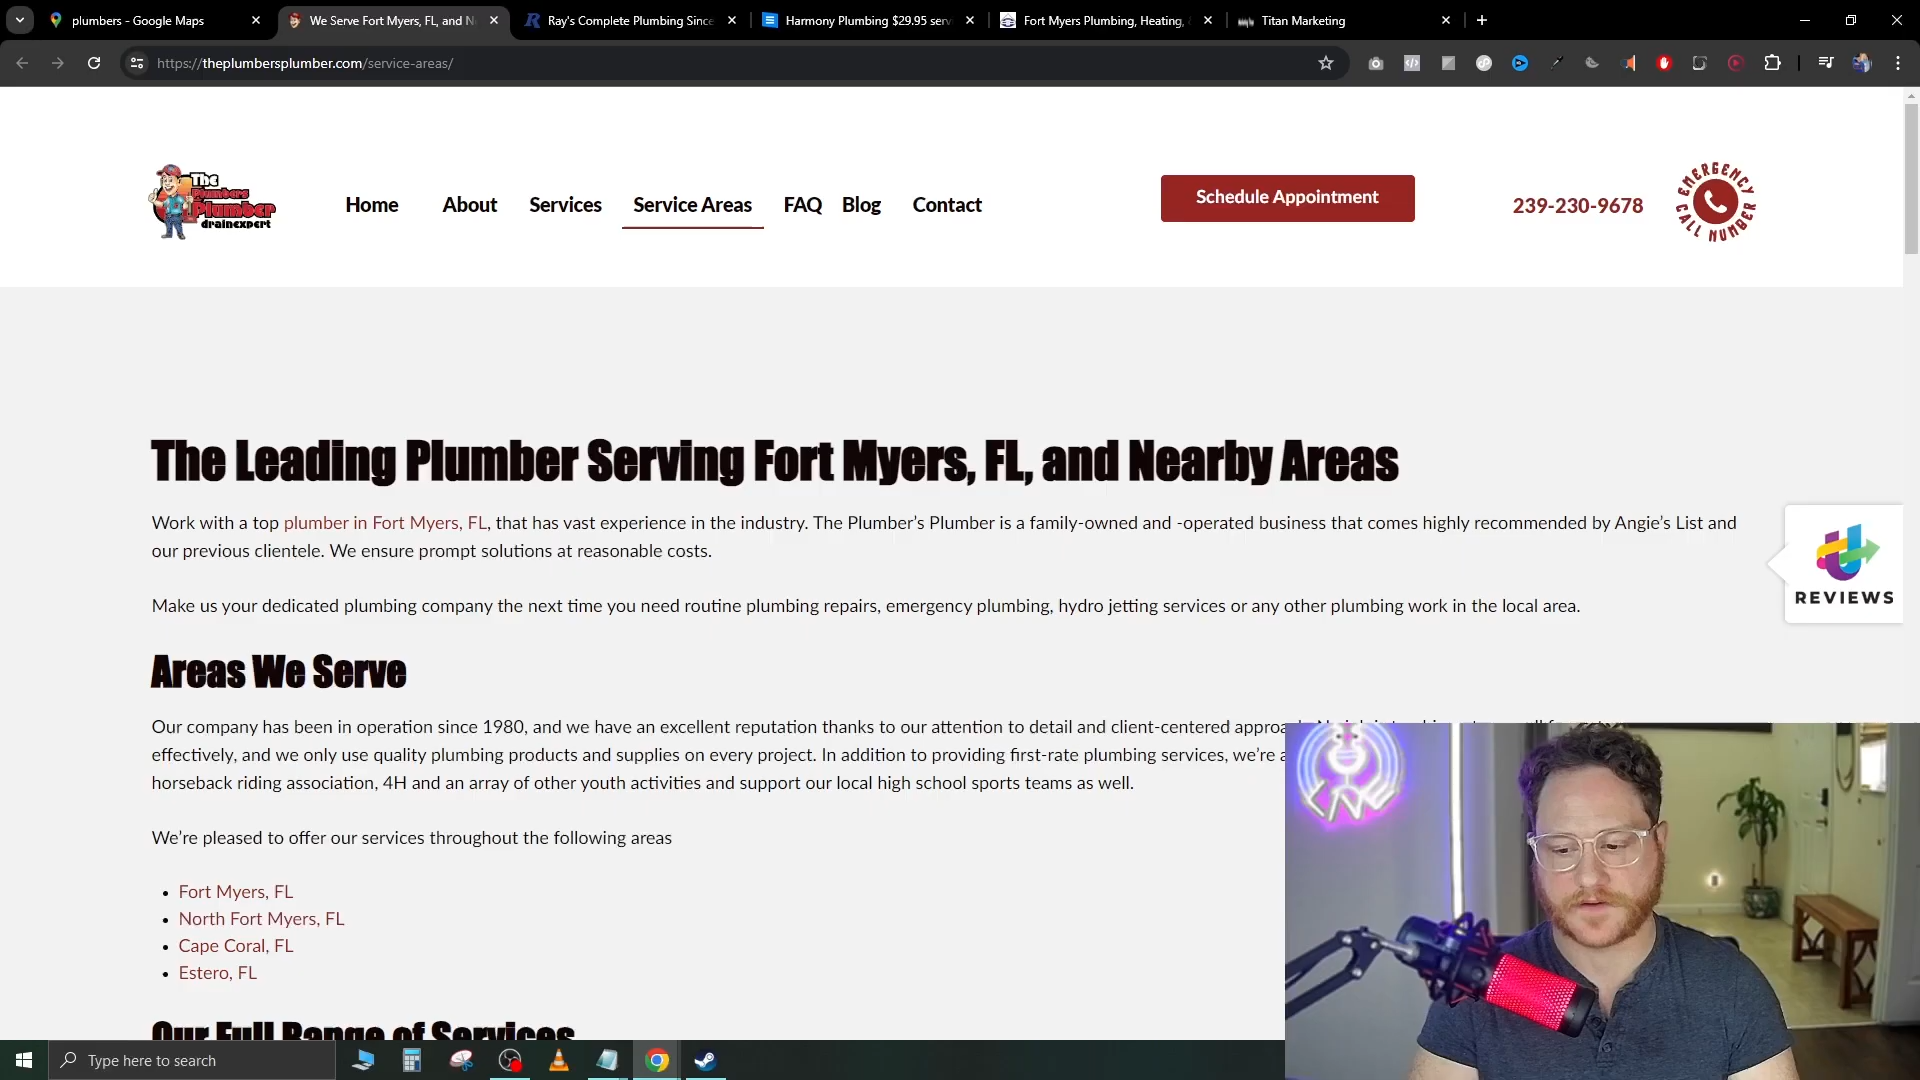 plumbers - Google Maps
We Serve Fort Myers, FL, and N
Ray's Complete Plumbing Since
Harmony Plumbing $29.95 serv
Fort Myers Plumbing, Heating,
Titan Marketing
https://theplumbersplumber.com/service-areas/
The
Plumbers
Plumber
drainexpert
Home
About
Services
Service Areas
FAQ
Blog
Contact
Schedule Appointment
239-230-9678
EMERGENCY
CALL NUMBER
The Leading Plumber Serving Fort Myers, FL, and Nearby Areas
Work with a top plumber in Fort Myers, FL, that has vast experience in the industry. The Plumber’s Plumber is a family-owned and -operated business that comes highly recommended by Angie’s List and
our previous clientele. We ensure prompt solutions at reasonable costs.
Make us your dedicated plumbing company the next time you need routine plumbing repairs, emergency plumbing, hydro jetting services or any other plumbing work in the local area.
REVIEWS
Areas We Serve
Our company has been in operation since 1980, and we have an excellent reputation thanks to our attention to detail and client-centered
effectively, and we only use quality plumbing products and supplies on every project. In addition to providing first-rate plumbing services, we’re
horseback riding association, 4H and an array of other youth activities and support our local high school sports teams as well.
We’re pleased to offer our services throughout the following areas
Fort Myers, FL
North Fort Myers, FL
Cape Coral, FL
Estero, FL
Our Full Range of Services
Type here to search